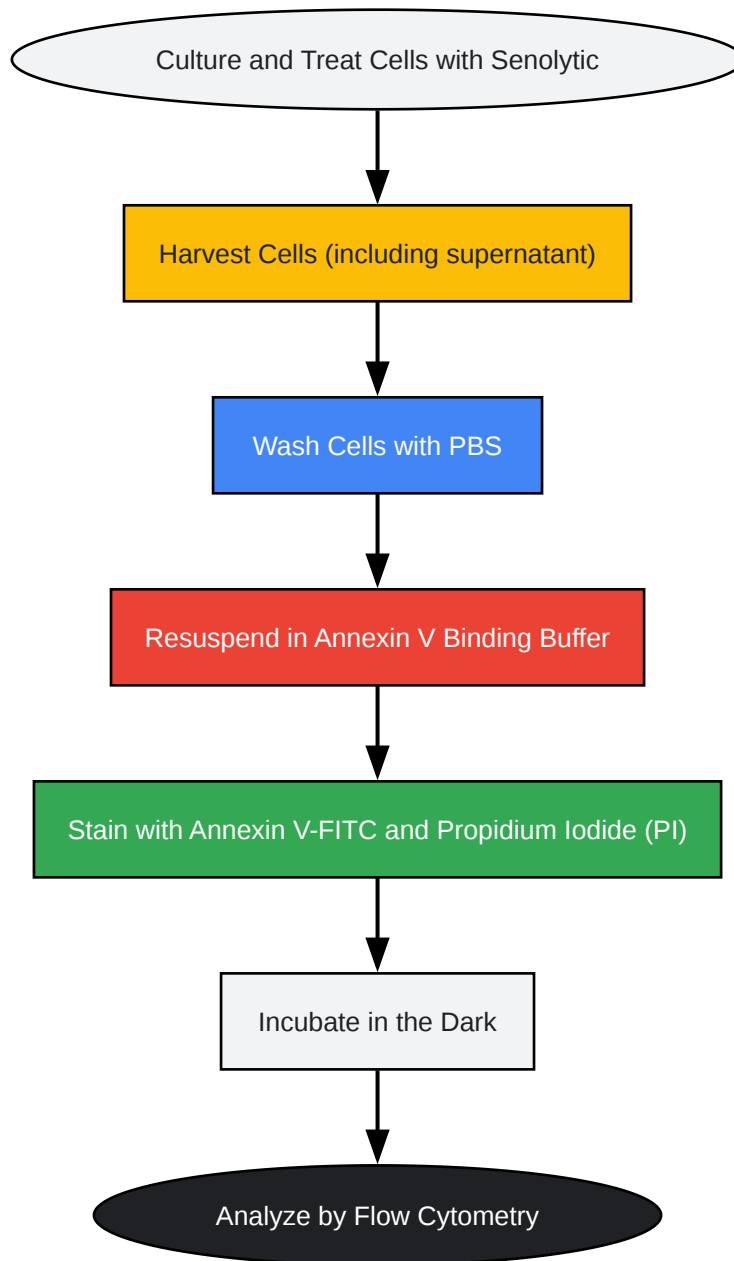 Culture and Treat Cells with Senolytic
Harvest Cells (including supernatant)
Wash Cells with PBS
Resuspend in Annexin V Binding Buffer
Stain with Annexin V-FITC and Propidium Iodide (PI)
Incubate in the Dark
Analyze by Flow Cytometry